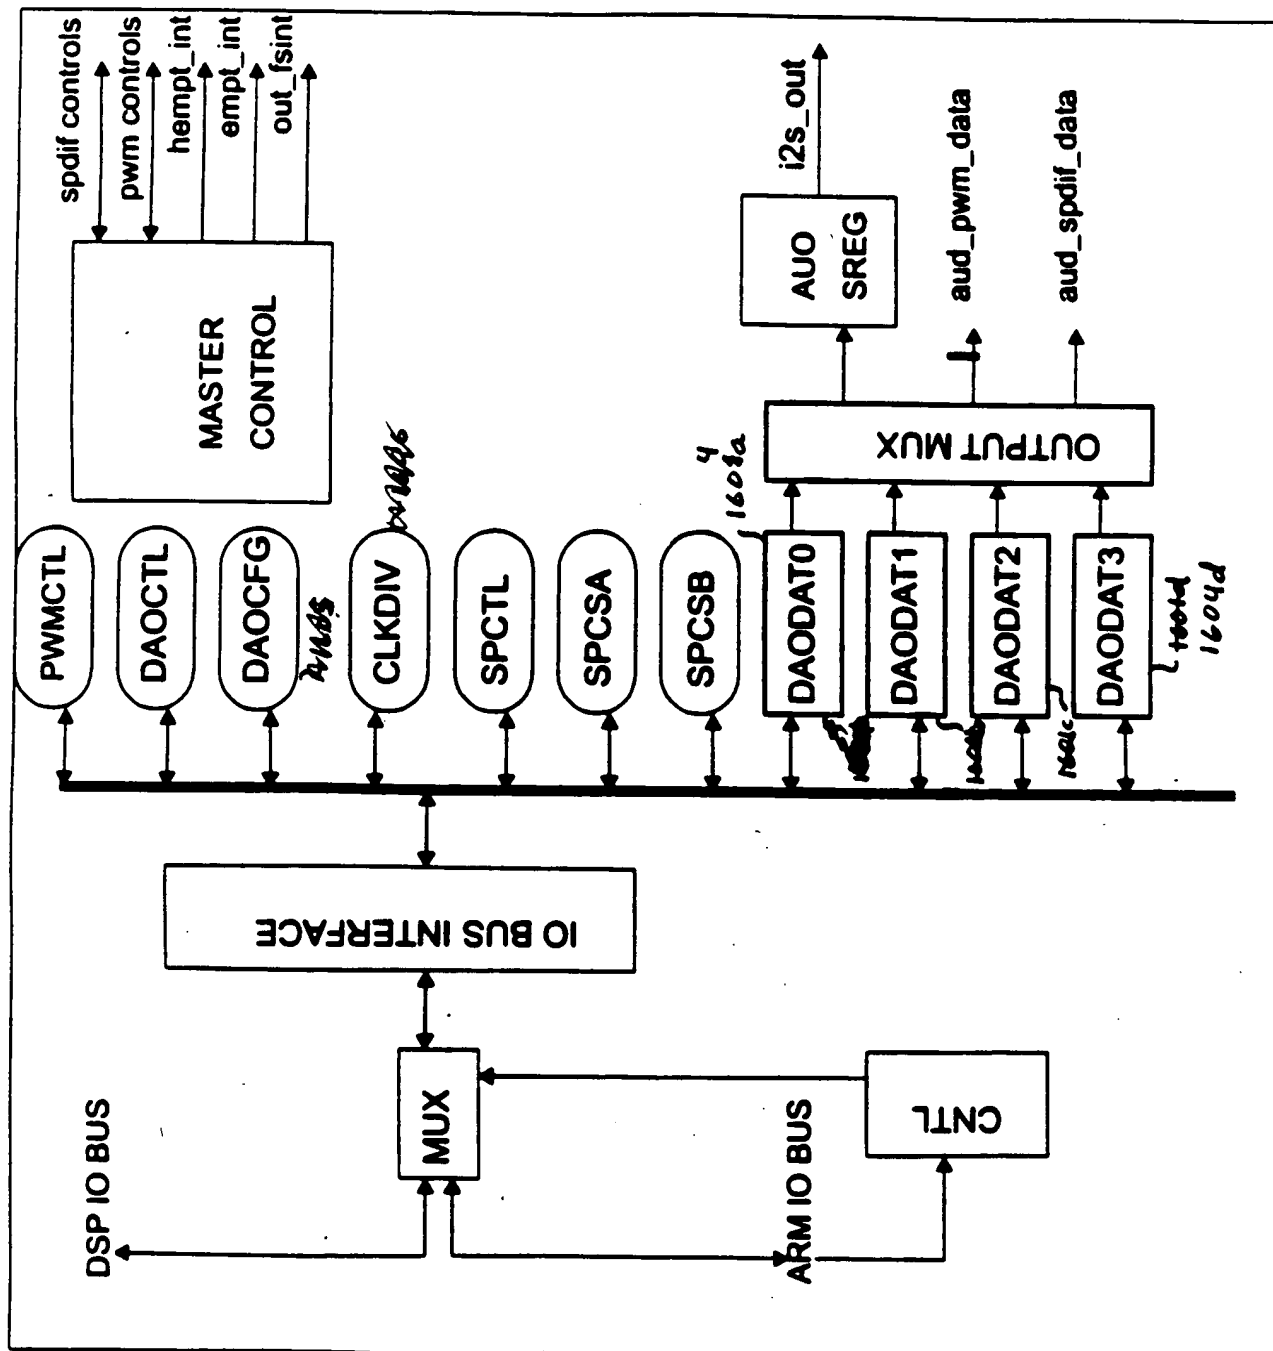 spdif controls
pwm controls
hempt_int
empt_int
out_fsint
MASTER
CONTROL
PWMCTL
DAOCTL
DAOCFG
CLKDIV
SPCTL
SPCSA
SPCSB
DAODAT0
DAODAT1
DAODAT2
DAODAT3
4
1608a
1604c
1604d
OUTPUT MUX
AUO
SREG
i2s_out
aud_pwm_data
aud_spdif_data
IO BUS INTERFACE
MUX
CNTL
DSP IO BUS
ARM IO BUS